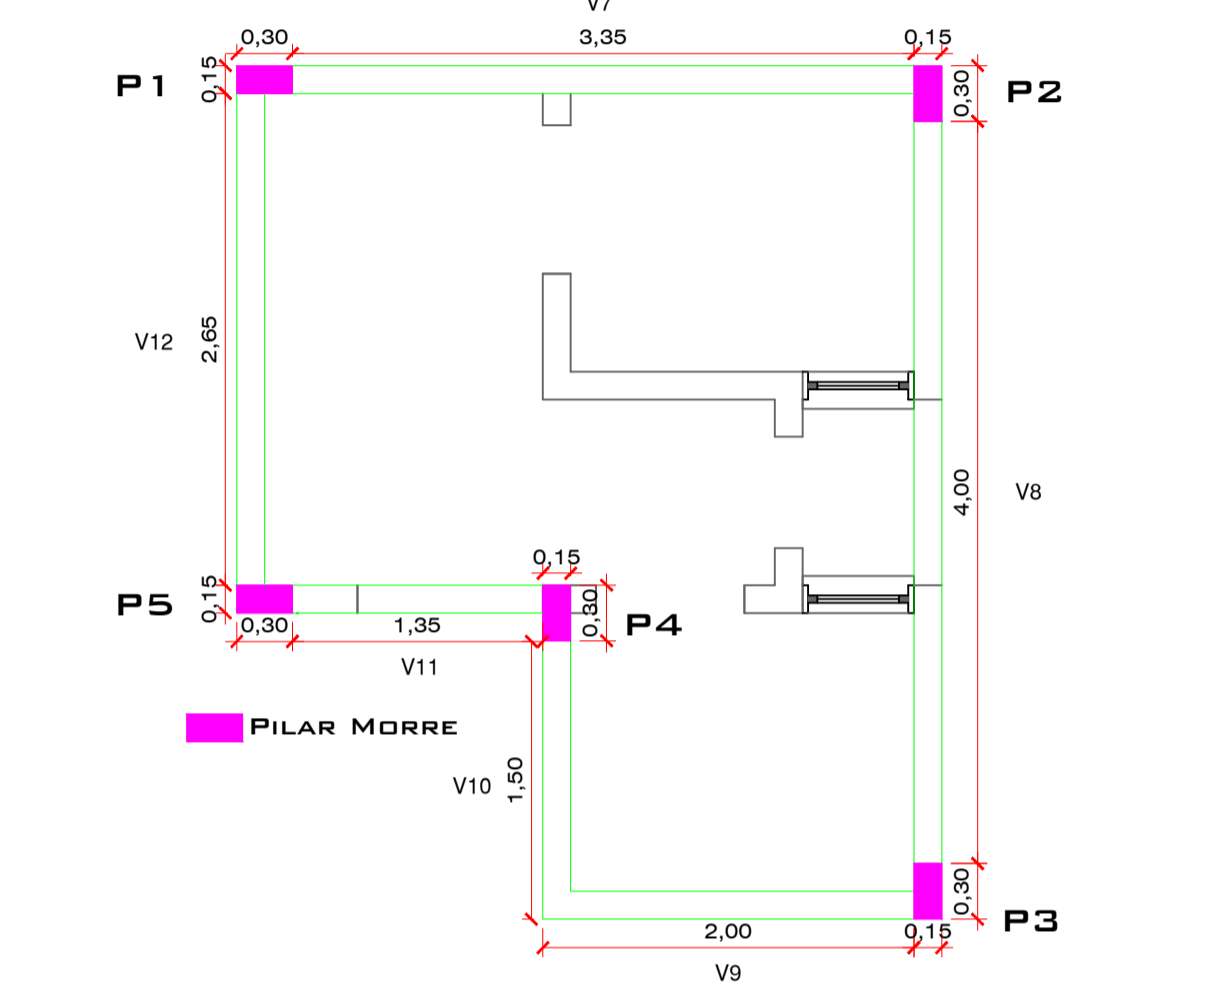 V7
0,30 3,35 0,15
P1 0,15 0,30 P2
V12 2,65
4,00 V8
0,15
P5 0,15 0,30 P4
0,30 1,35
V11
PILAR MORRE
V10 1,50
0,30 P3
2,00 0,15
V9